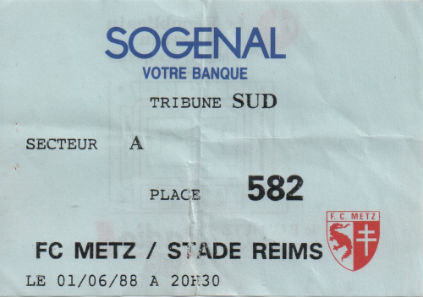 SOGENAL
VOTRE BANQUE
TRIBUNE SUD
SECTEUR A
PLACE 582
F.C. METZ
FC METZ / STADE REIMS
LE 01/06/88 A 20H30